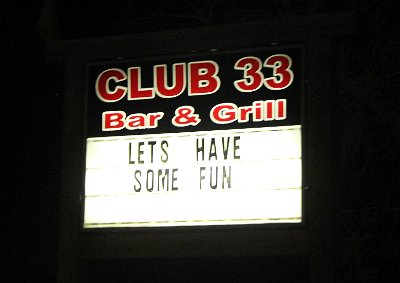 CLUB 33
Bar & Grill
LETS HAVE
SOME FUN